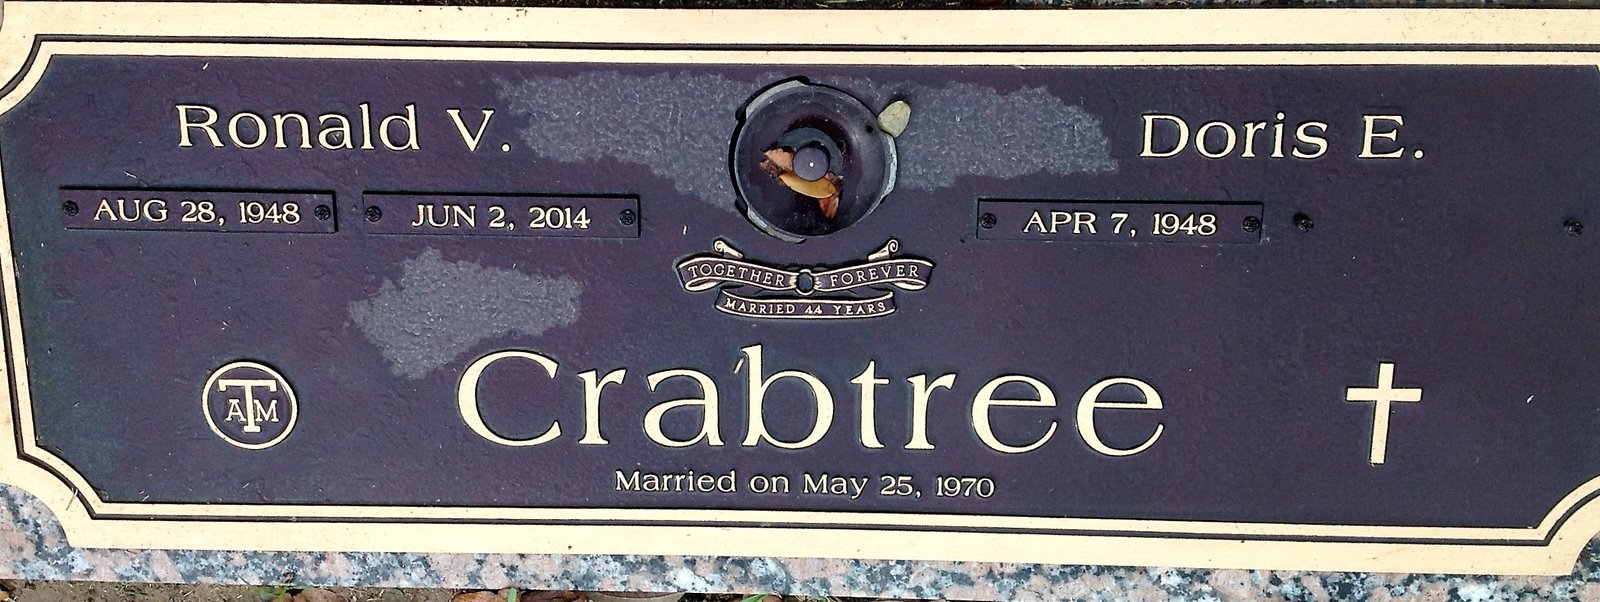 Ronald V.
Doris E.
AUG 28, 1948
JUN 2, 2014
APR 7, 1948
TOGETHER FOREVER
MARRIED 44 YEARS
ATM
Crabtree
Married on May 25, 1970